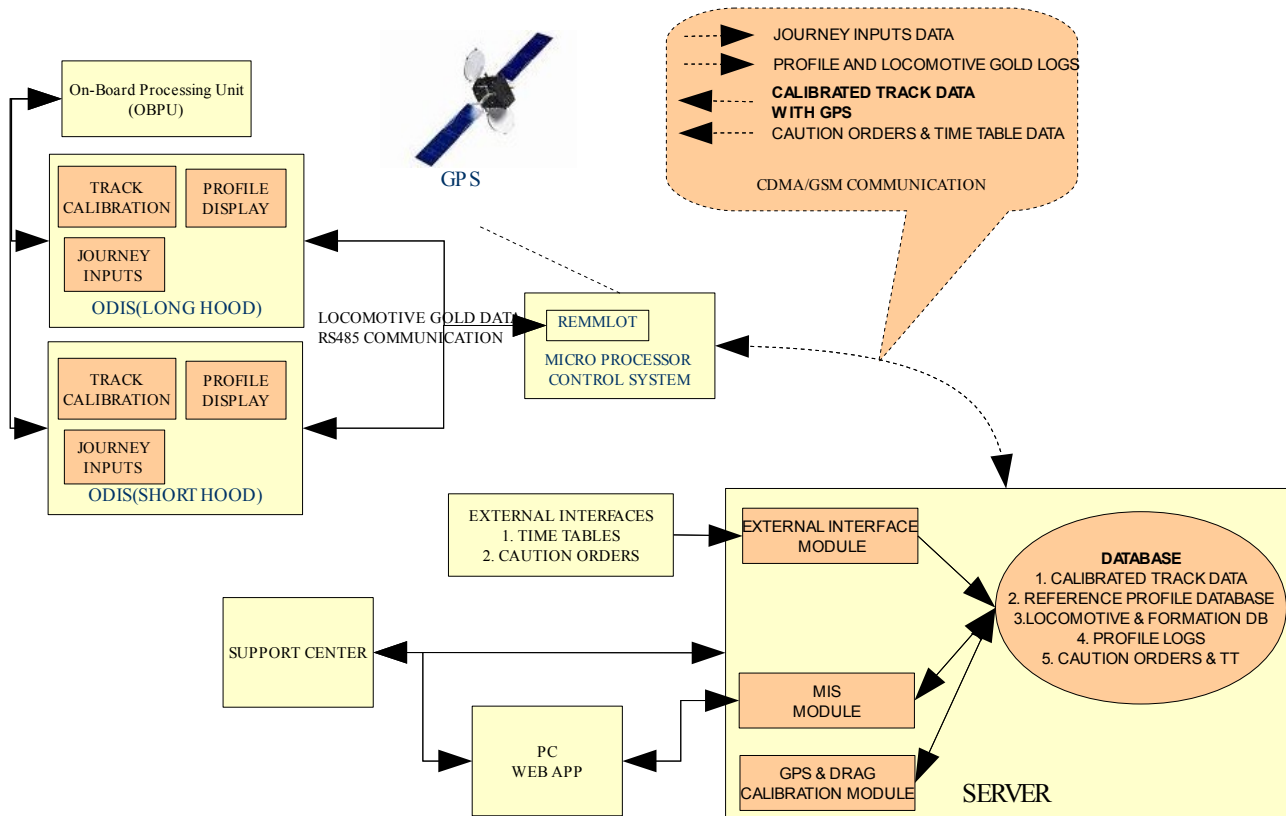 On-Board Processing Unit
(OBPU)
TRACK
CALIBRATION
PROFILE
DISPLAY
JOURNEY
INPUTS
ODIS(LONG HOOD)
TRACK
CALIBRATION
PROFILE
DISPLAY
JOURNEY
INPUTS
ODIS(SHORT HOOD)
GPS
JOURNEY INPUTS DATA
PROFILE AND LOCOMOTIVE GOLD LOGS
CALIBRATED TRACK DATA
WITH GPS
CAUTION ORDERS & TIME TABLE DATA
CDMA/GSM COMMUNICATION
LOCOMOTIVE GOLD DATA
RS485 COMMUNICATION
REMMLOT
MICRO PROCESSOR
CONTROL SYSTEM
EXTERNAL INTERFACES
1. TIME TABLES
2. CAUTION ORDERS
EXTERNAL INTERFACE
MODULE
DATABASE
1. CALIBRATED TRACK DATA
2. REFERENCE PROFILE DATABASE
3.LOCOMOTIVE & FORMATION DB
4. PROFILE LOGS
5. CAUTION ORDERS & TT
SUPPORT CENTER
MIS
MODULE
PC
WEB APP
GPS & DRAG
CALIBRATION MODULE
SERVER